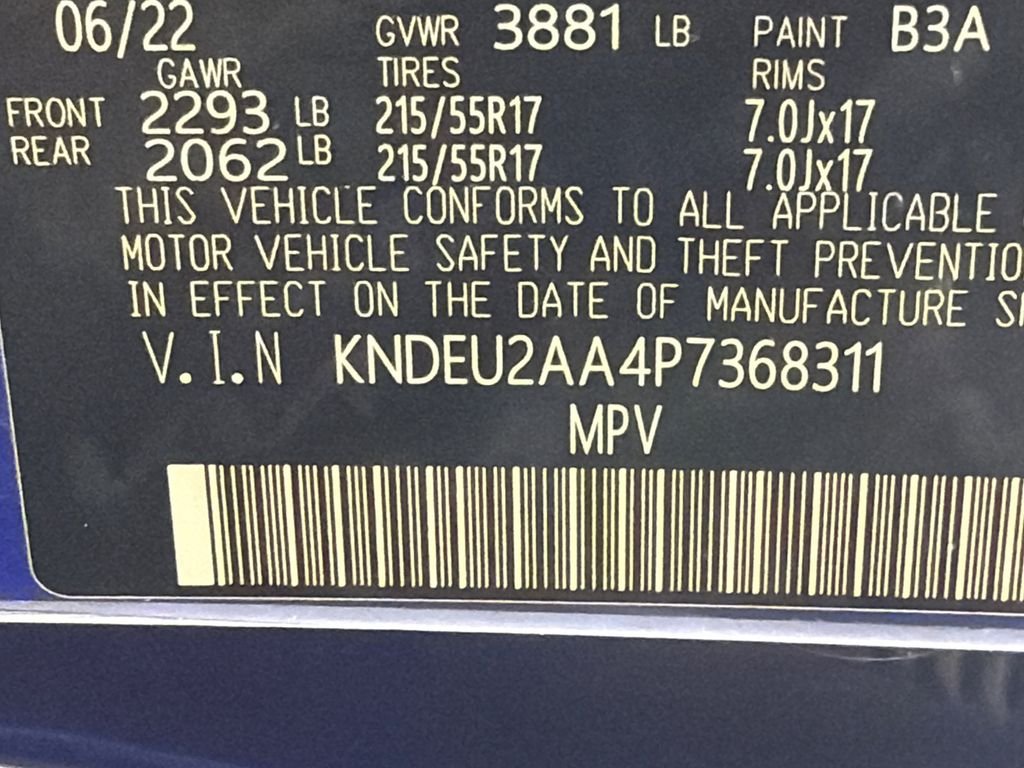 06/22 GVWR 3881 LB PAINT B3A
GAWR TIRES RIMS
FRONT 2293 LB 215/55R17 7.0Jx17
REAR 2062 LB 215/55R17 7.0Jx17
THIS VEHICLE CONFORMS TO ALL APPLICABLE
MOTOR VEHICLE SAFETY AND THEFT PREVENTIO
IN EFFECT ON THE DATE OF MANUFACTURE
V.I.N KNDEU2AA4P7368311
MPV